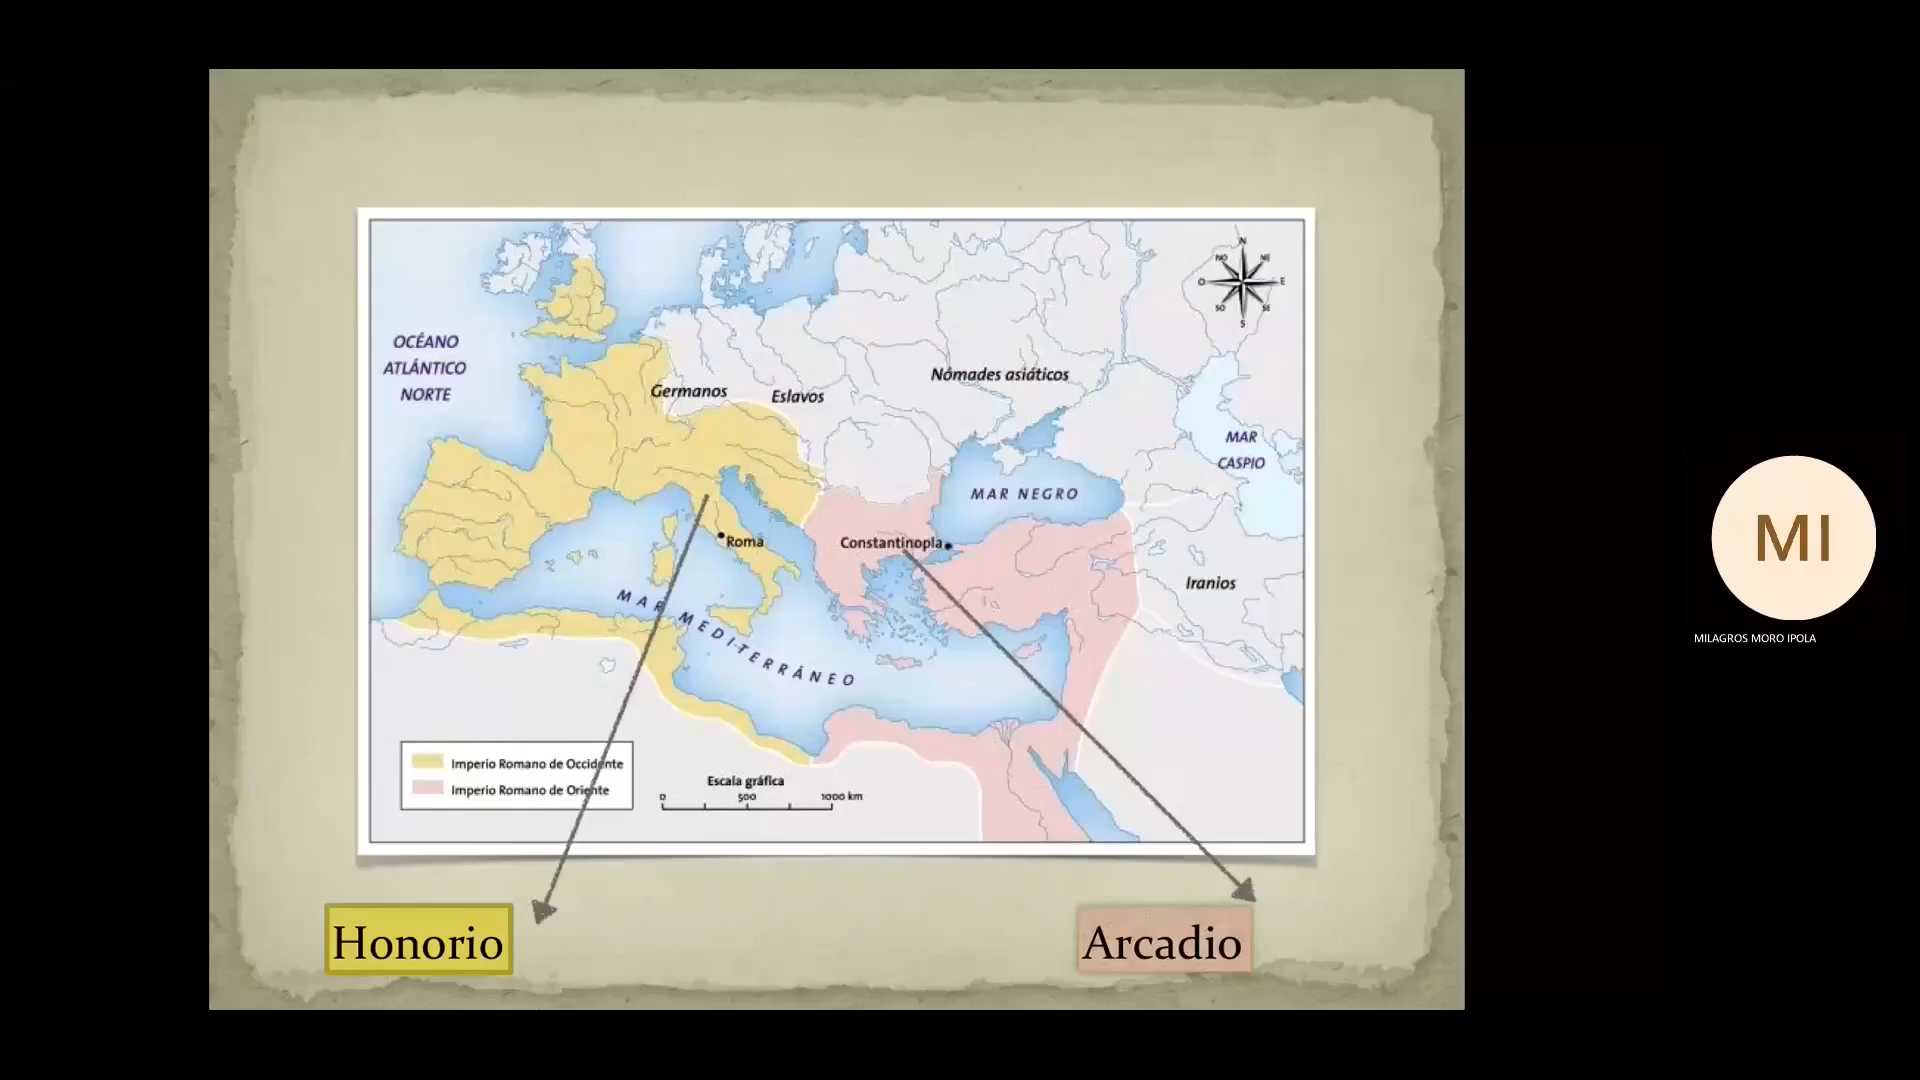 N
NO
NE
O
E
SO
SE
S
OCÉANO
ATLÁNTICO
NORTE
Germanos
Eslavos
Nómades asiáticos
MAR
CASPIO
MAR NEGRO
Roma
Constantinopla
Iranios
MAR MEDITERRÁNEO
Imperio Romano de Occidente
Imperio Romano de Oriente
Escala gráfica
0 500 1000 km
Honorio
Arcadio
MI
MILAGROS MORO IPOLA